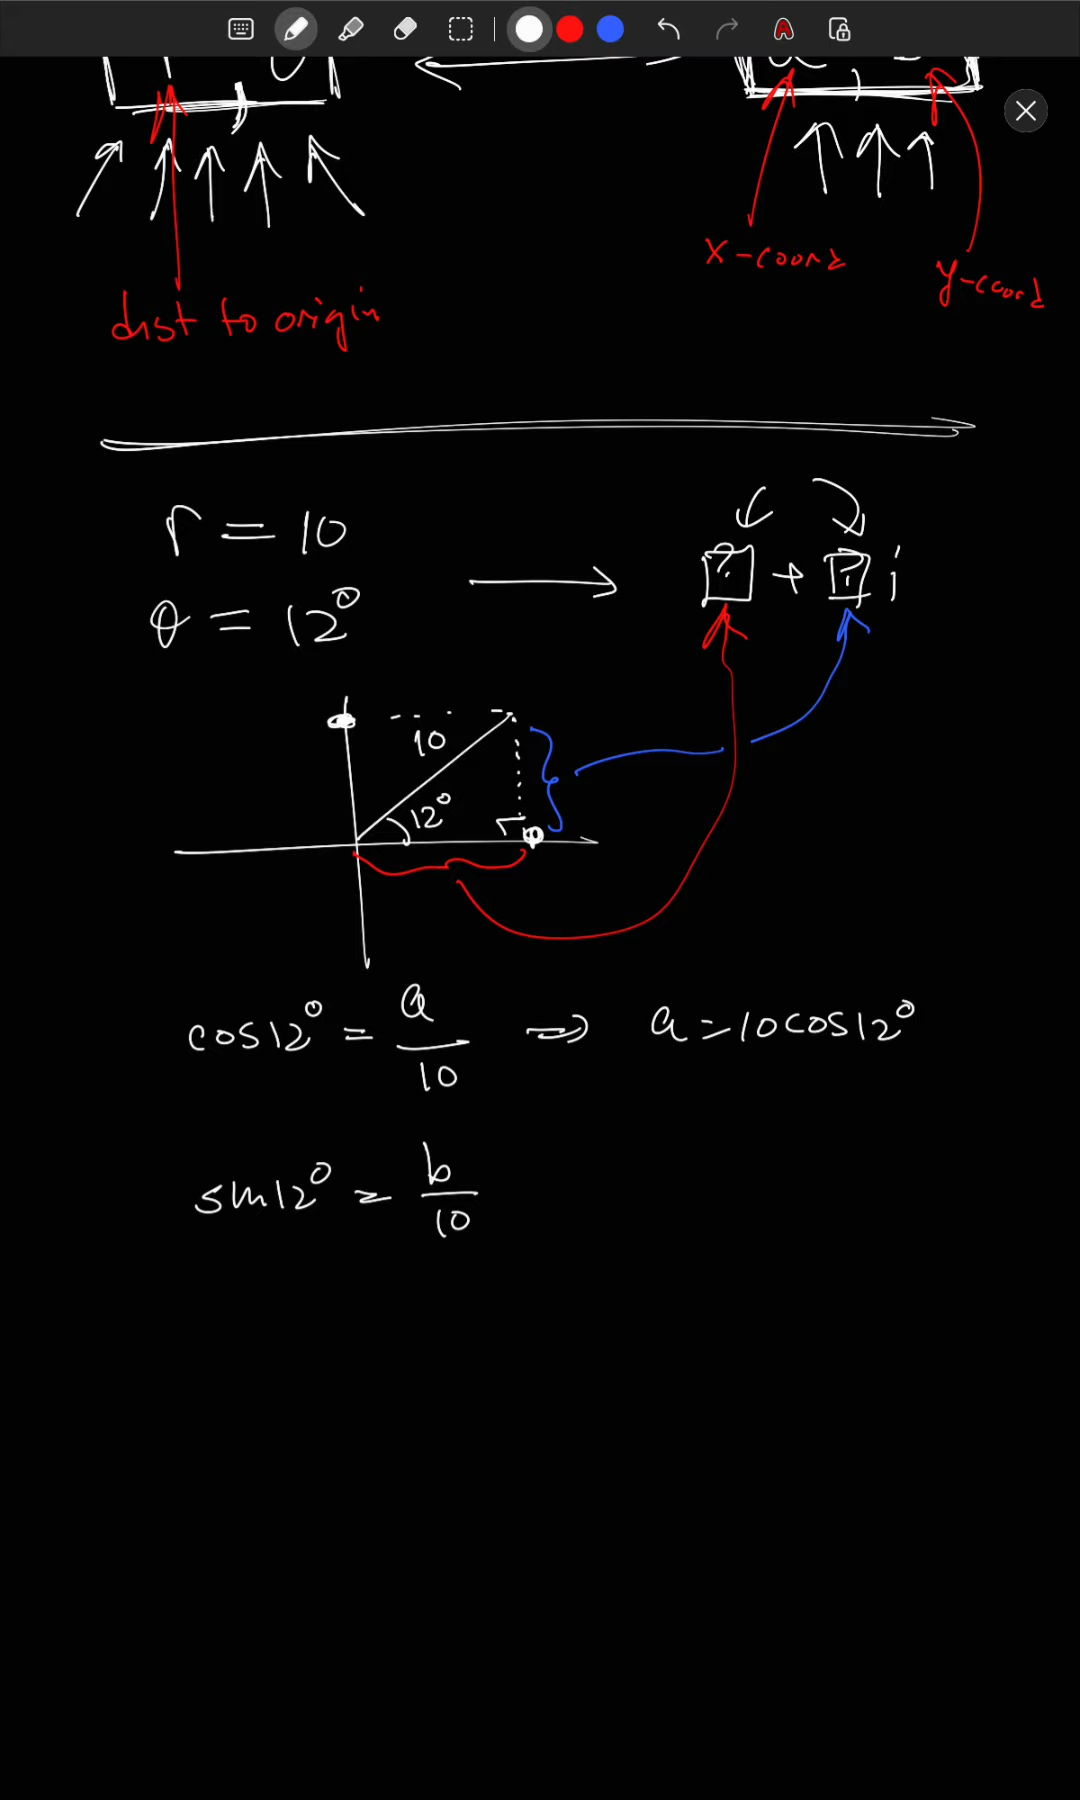 x-coord
y-coord
dist to origin
r = 10
θ = 12°
? + ? i
10
12°
cos12° = a/10 ⇒ a = 10cos12°
sin12° = b/10